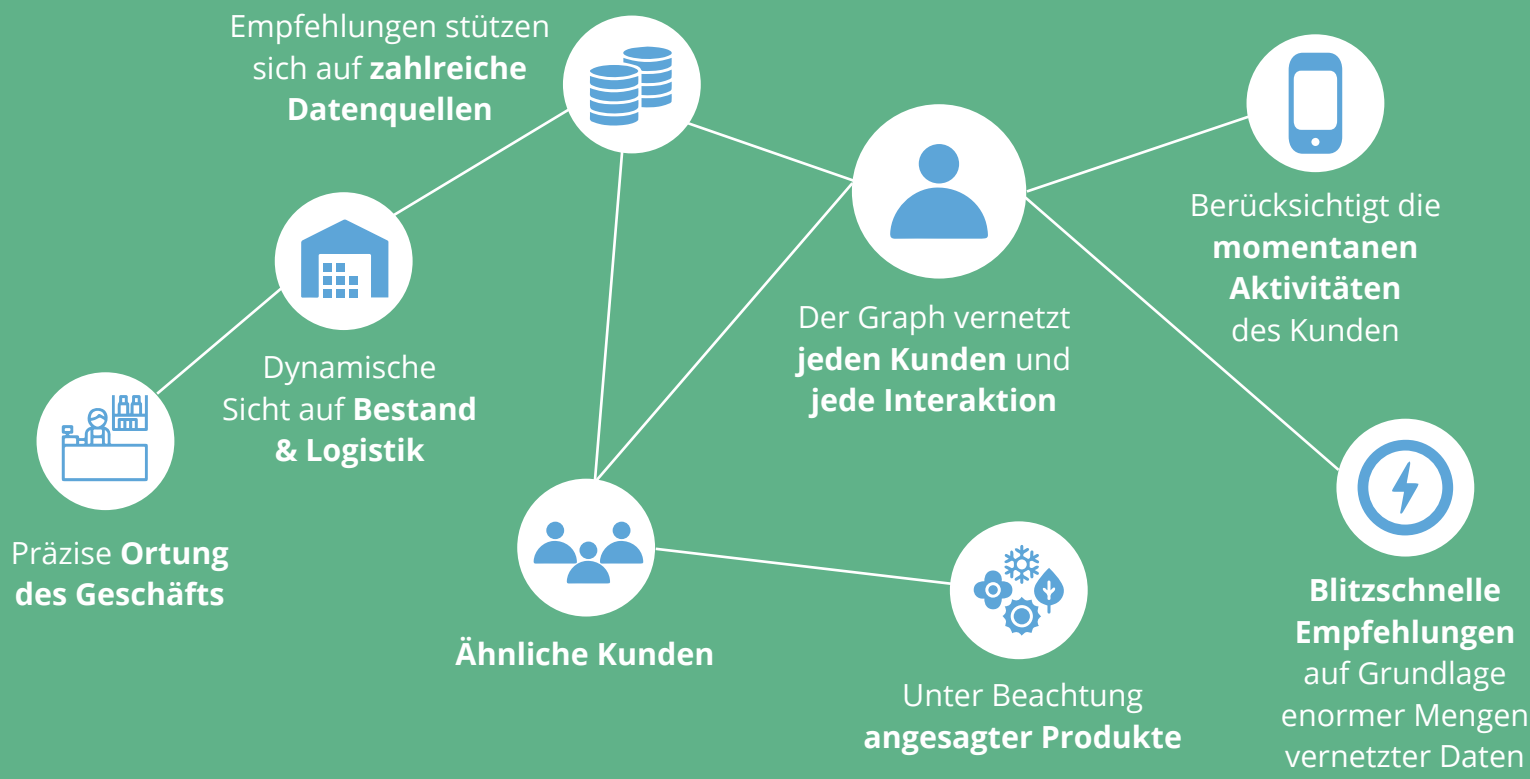 Empfehlungen stützen
sich auf zahlreiche
Datenquellen
Berücksichtigt die
momentanen
Aktivitäten
des Kunden
Der Graph vernetzt
jeden Kunden und
jede Interaktion
Dynamische
Sicht auf Bestand
& Logistik
Präzise Ortung
des Geschäfts
Ähnliche Kunden
Unter Beachtung
angesagter Produkte
Blitzschnelle
Empfehlungen
auf Grundlage
enormer Mengen
vernetzter Daten